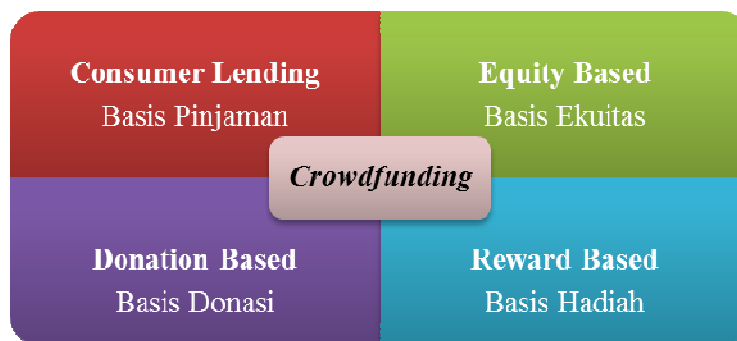 Consumer Lending
Basis Pinjaman
Equity Based
Basis Ekuitas
Crowdfunding
Donation Based
Basis Donasi
Reward Based
Basis Hadiah